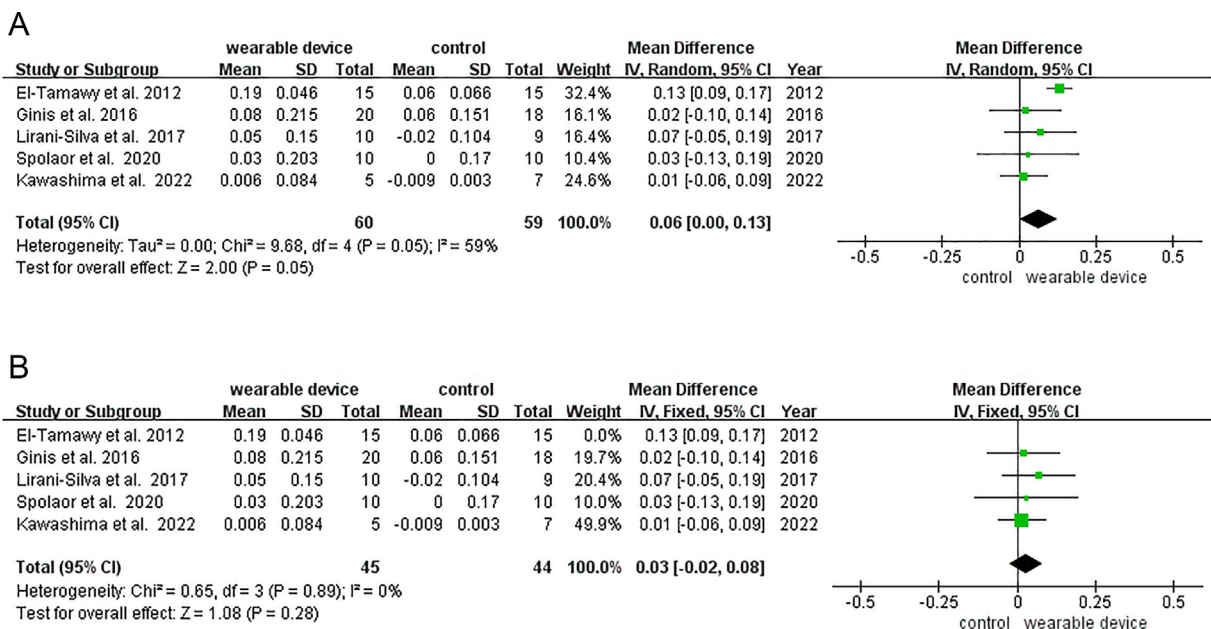 A
wearable device control Mean Difference Mean Difference
Study or Subgroup Mean SD Total Mean SD Total Weight IV, Random, 95% CI Year IV, Random, 95% CI
El-Tamawy et al. 2012 0.19 0.046 15 0.06 0.066 15 32.4% 0.13 [0.09, 0.17] 2012
Ginis et al. 2016 0.08 0.215 20 0.06 0.151 18 16.1% 0.02 [-0.10, 0.14] 2016
Lirani-Silva et al. 2017 0.05 0.15 10 -0.02 0.104 9 16.4% 0.07 [-0.05, 0.19] 2017
Spolaor et al. 2020 0.03 0.203 10 0 0.17 10 10.4% 0.03 [-0.13, 0.19] 2020
Kawashima et al. 2022 0.006 0.084 5 -0.009 0.003 7 24.6% 0.01 [-0.06, 0.09] 2022
Total (95% CI) 60 59 100.0% 0.06 [0.00, 0.13]
Heterogeneity: Tau² = 0.00; Chi² = 9.68, df = 4 (P = 0.05); I² = 59%
Test for overall effect: Z = 2.00 (P = 0.05)
-0.5 -0.25 0 0.25 0.5
control wearable device
B
wearable device control Mean Difference Mean Difference
Study or Subgroup Mean SD Total Mean SD Total Weight IV, Fixed, 95% CI Year IV, Fixed, 95% CI
El-Tamawy et al. 2012 0.19 0.046 15 0.06 0.066 15 0.0% 0.13 [0.09, 0.17] 2012
Ginis et al. 2016 0.08 0.215 20 0.06 0.151 18 19.7% 0.02 [-0.10, 0.14] 2016
Lirani-Silva et al. 2017 0.05 0.15 10 -0.02 0.104 9 20.4% 0.07 [-0.05, 0.19] 2017
Spolaor et al. 2020 0.03 0.203 10 0 0.17 10 10.0% 0.03 [-0.13, 0.19] 2020
Kawashima et al. 2022 0.006 0.084 5 -0.009 0.003 7 49.9% 0.01 [-0.06, 0.09] 2022
Total (95% CI) 45 44 100.0% 0.03 [-0.02, 0.08]
Heterogeneity: Chi² = 0.65, df = 3 (P = 0.89); I² = 0%
Test for overall effect: Z = 1.08 (P = 0.28)
-0.5 -0.25 0 0.25 0.5
control wearable device